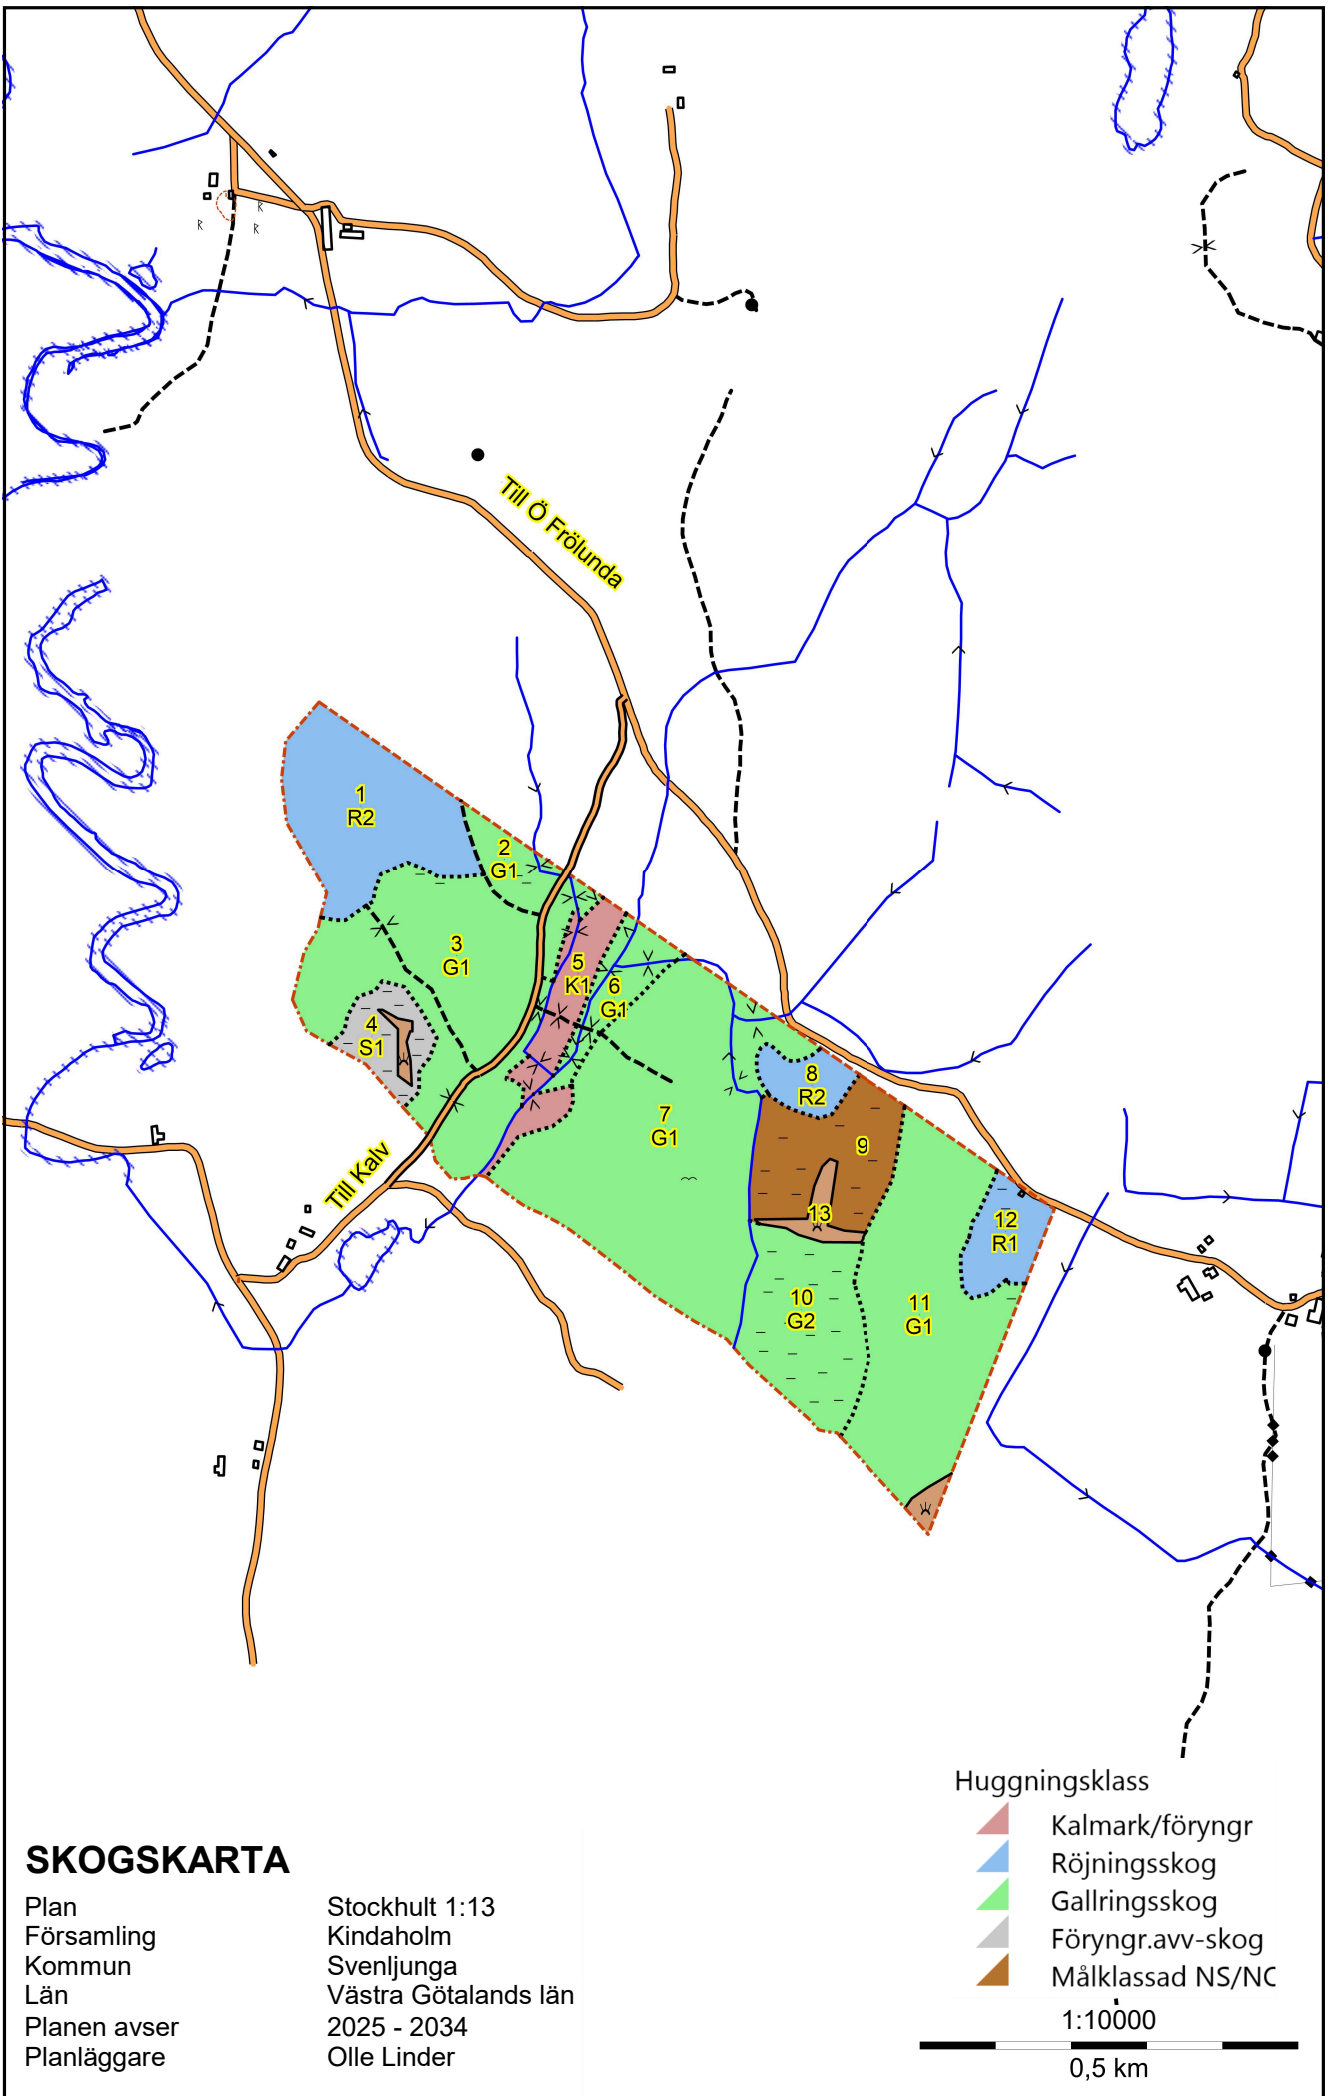 Till Ö Frölunda
1
R2
2
G1
3
G1
5
K1
6
G1
4
S1
8
R2
7
G1
9
Till Kalv
13
12
R1
10
G2
11
G1
Huggningsklass
Kalmark/föryngr
Röjningsskog
Gallringsskog
Föryngr.avv-skog
Målklassad NS/NC
1:10000
0,5 km
SKOGSKARTA
Plan Stockhult 1:13
Församling Kindaholm
Kommun Svenljunga
Län Västra Götalands län
Planen avser 2025 - 2034
Planläggare Olle Linder